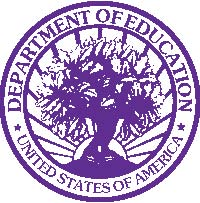 DEPARTMENT OF EDUCATION
UNITED STATES OF AMERICA